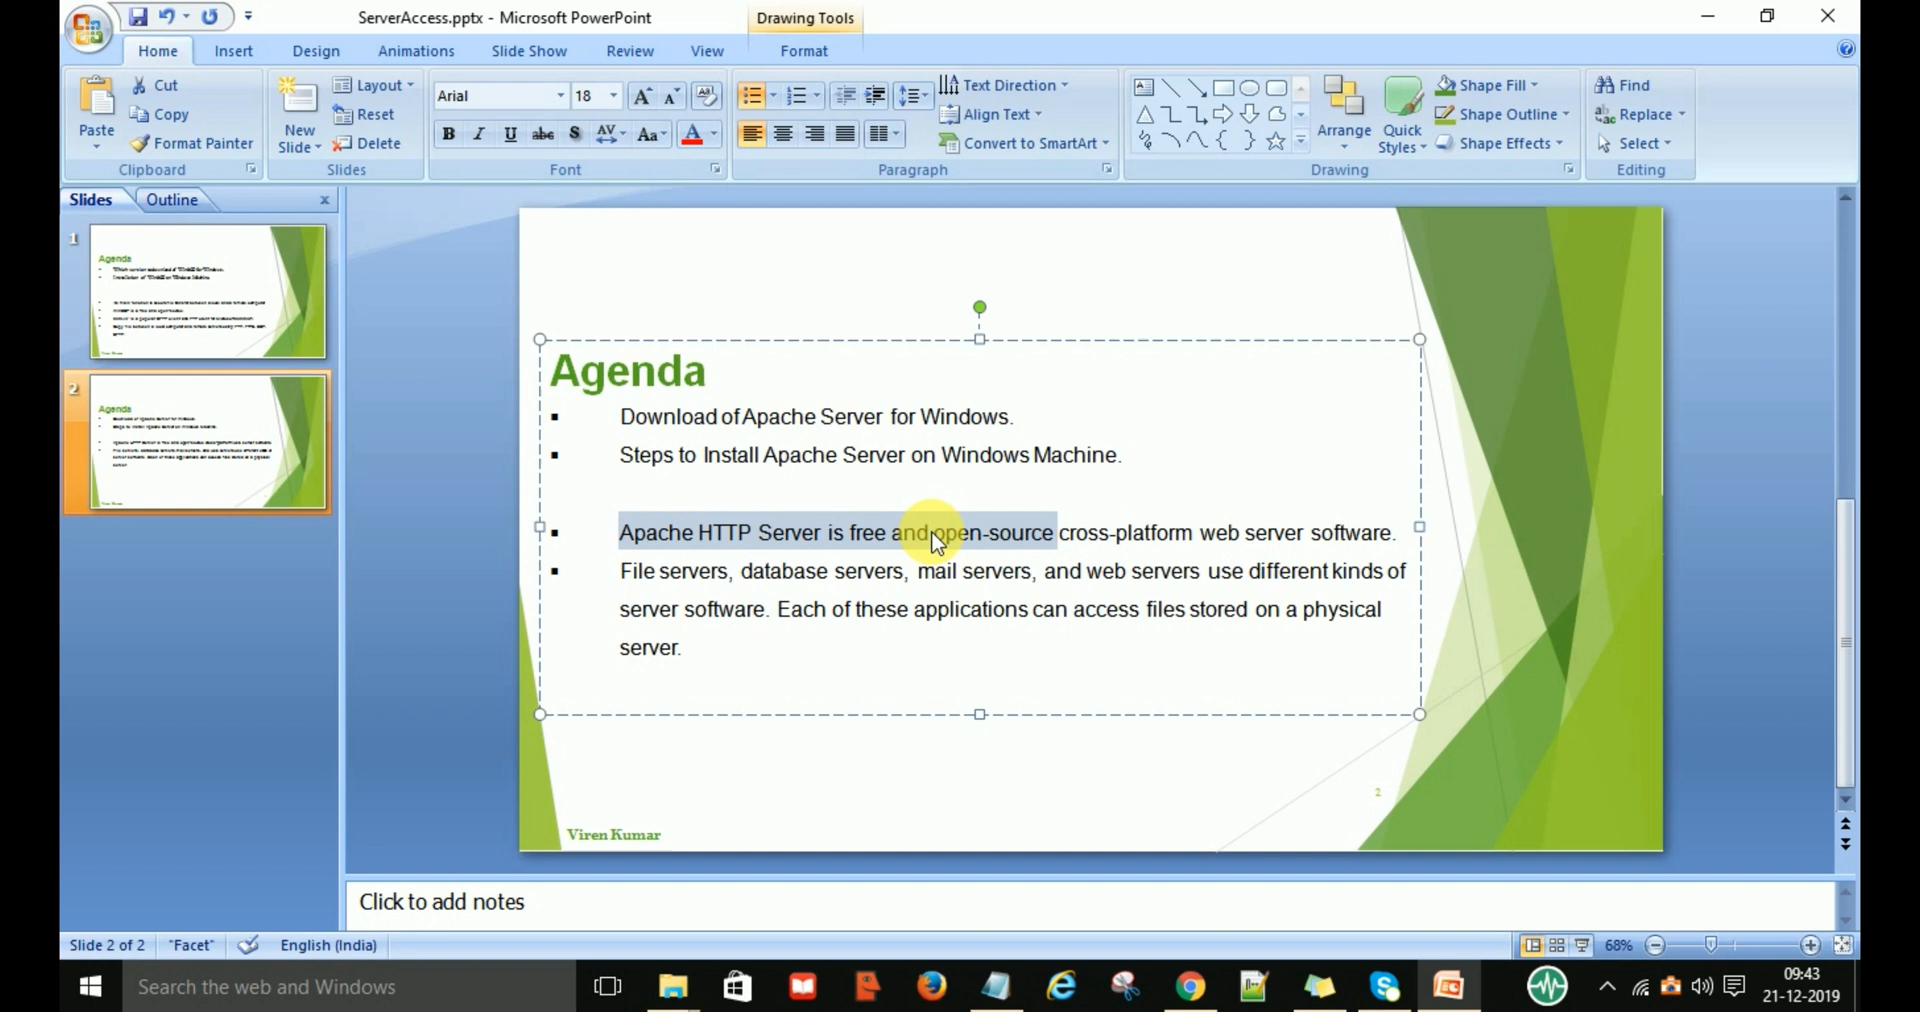 ServerAccess.pptx - Microsoft PowerPoint
Drawing Tools
Home Insert Design Animations Slide Show Review View Format
Paste
Cut
Copy
Format Painter
Clipboard
New Slide
Layout
Reset
Delete
Slides
Arial 18
B I U abc S AV Aa A
Font
Text Direction
Align Text
Convert to SmartArt
Paragraph
Arrange
Quick Styles
Shape Fill
Shape Outline
Shape Effects
Drawing
Find
Replace
Select
Editing
Slides Outline
1
Agenda
2
Agenda
Agenda
▪ Download of Apache Server for Windows.
▪ Steps to Install Apache Server on Windows Machine.
▪ Apache HTTP Server is free and open-source cross-platform web server software.
▪ File servers, database servers, mail servers, and web servers use different kinds of
server software. Each of these applications can access files stored on a physical
server.
2
Viren Kumar
Click to add notes
Slide 2 of 2 "Facet" English (India) 68%
Search the web and Windows
09:43
21-12-2019